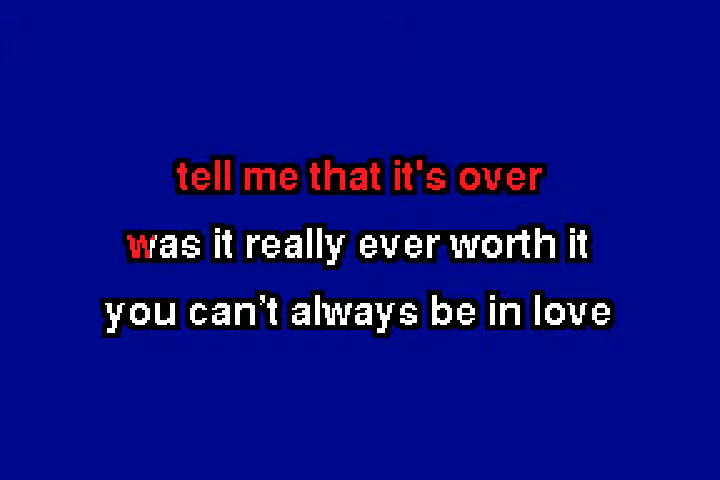 tell me that it's over
was it really ever worth it
you can't always be in love